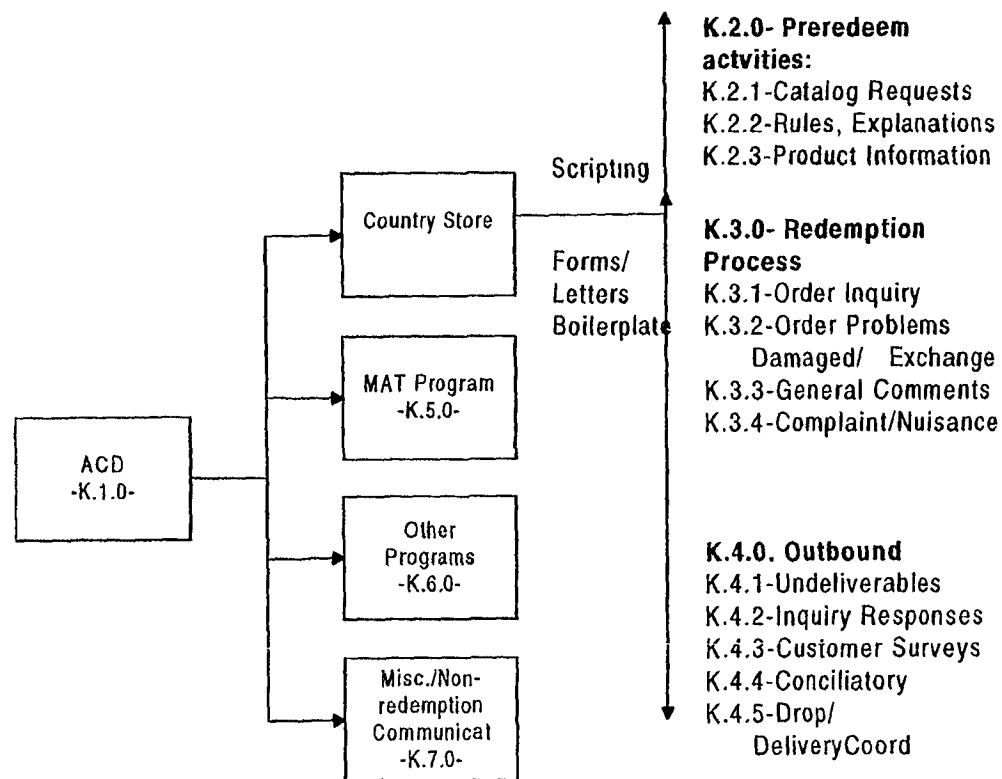 ACD
-K.1.0-
Country Store
MAT Program
-K.5.0-
Other
Programs
-K.6.0-
Misc./Non-
redemption
Communicat
-K.7.0-
Scripting
Forms/
Letters
Boilerplate
K.2.0- Preredeem
actvities:
K.2.1-Catalog Requests
K.2.2-Rules, Explanations
K.2.3-Product Information
K.3.0- Redemption
Process
K.3.1-Order Inquiry
K.3.2-Order Problems
Damaged/ Exchange
K.3.3-General Comments
K.3.4-Complaint/Nuisance
K.4.0. Outbound
K.4.1-Undeliverables
K.4.2-Inquiry Responses
K.4.3-Customer Surveys
K.4.4-Conciliatory
K.4.5-Drop/
DeliveryCoord